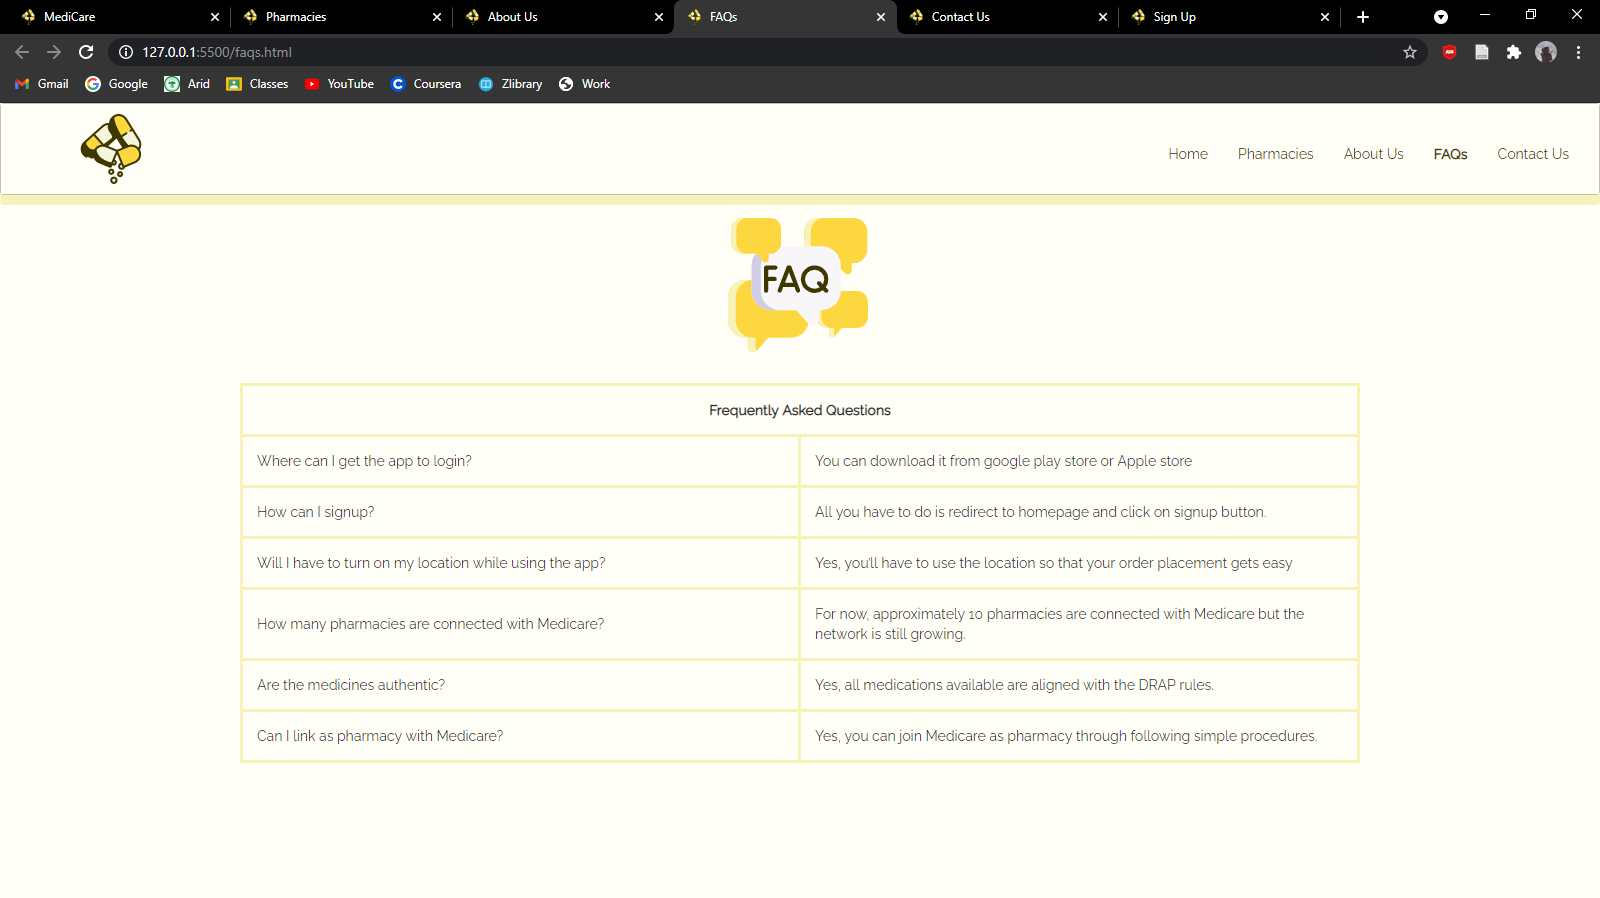 MediCare
Pharmacies
About Us
FAQs
Contact Us
Sign Up
127.0.0.1:5500/faqs.html
Gmail
Google
Arid
Classes
YouTube
Coursera
Zlibrary
Work
Home
Pharmacies
About Us
FAQs
Contact Us
FAQ
Frequently Asked Questions
Where can I get the app to login?
You can download it from google play store or Apple store
How can I signup?
All you have to do is redirect to homepage and click on signup button.
Will I have to turn on my location while using the app?
Yes, you'll have to use the location so that your order placement gets easy
How many pharmacies are connected with Medicare?
For now, approximately 10 pharmacies are connected with Medicare but the
network is still growing.
Are the medicines authentic?
Yes, all medications available are aligned with the DRAP rules.
Can I link as pharmacy with Medicare?
Yes, you can join Medicare as pharmacy through following simple procedures.